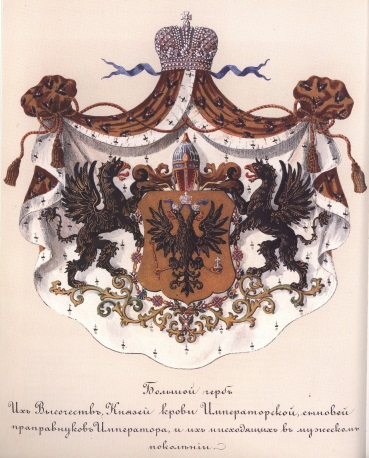 Большой гербъ
Ихъ Высочествъ, Князей крови Императорской, сыновей
праправнуковъ Императора, и ихъ нисходящихъ въ мужескомъ
поколѣніи.